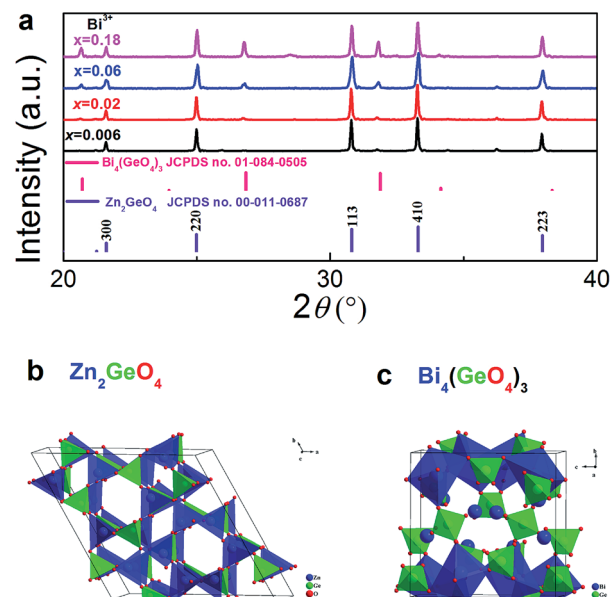 a
Bi3+
x=0.18
x=0.06
x=0.02
x=0.006
Bi4(GeO4)3 JCPDS no. 01-084-0505
Zn2GeO4 JCPDS no. 00-011-0687
300
220
113
410
223
Intensity (a.u.)
20 30 40
2θ (°)
b Zn2GeO4
c Bi4(GeO4)3
b
a
c
b
c
a
Zn
Ge
O
Bi
Ge